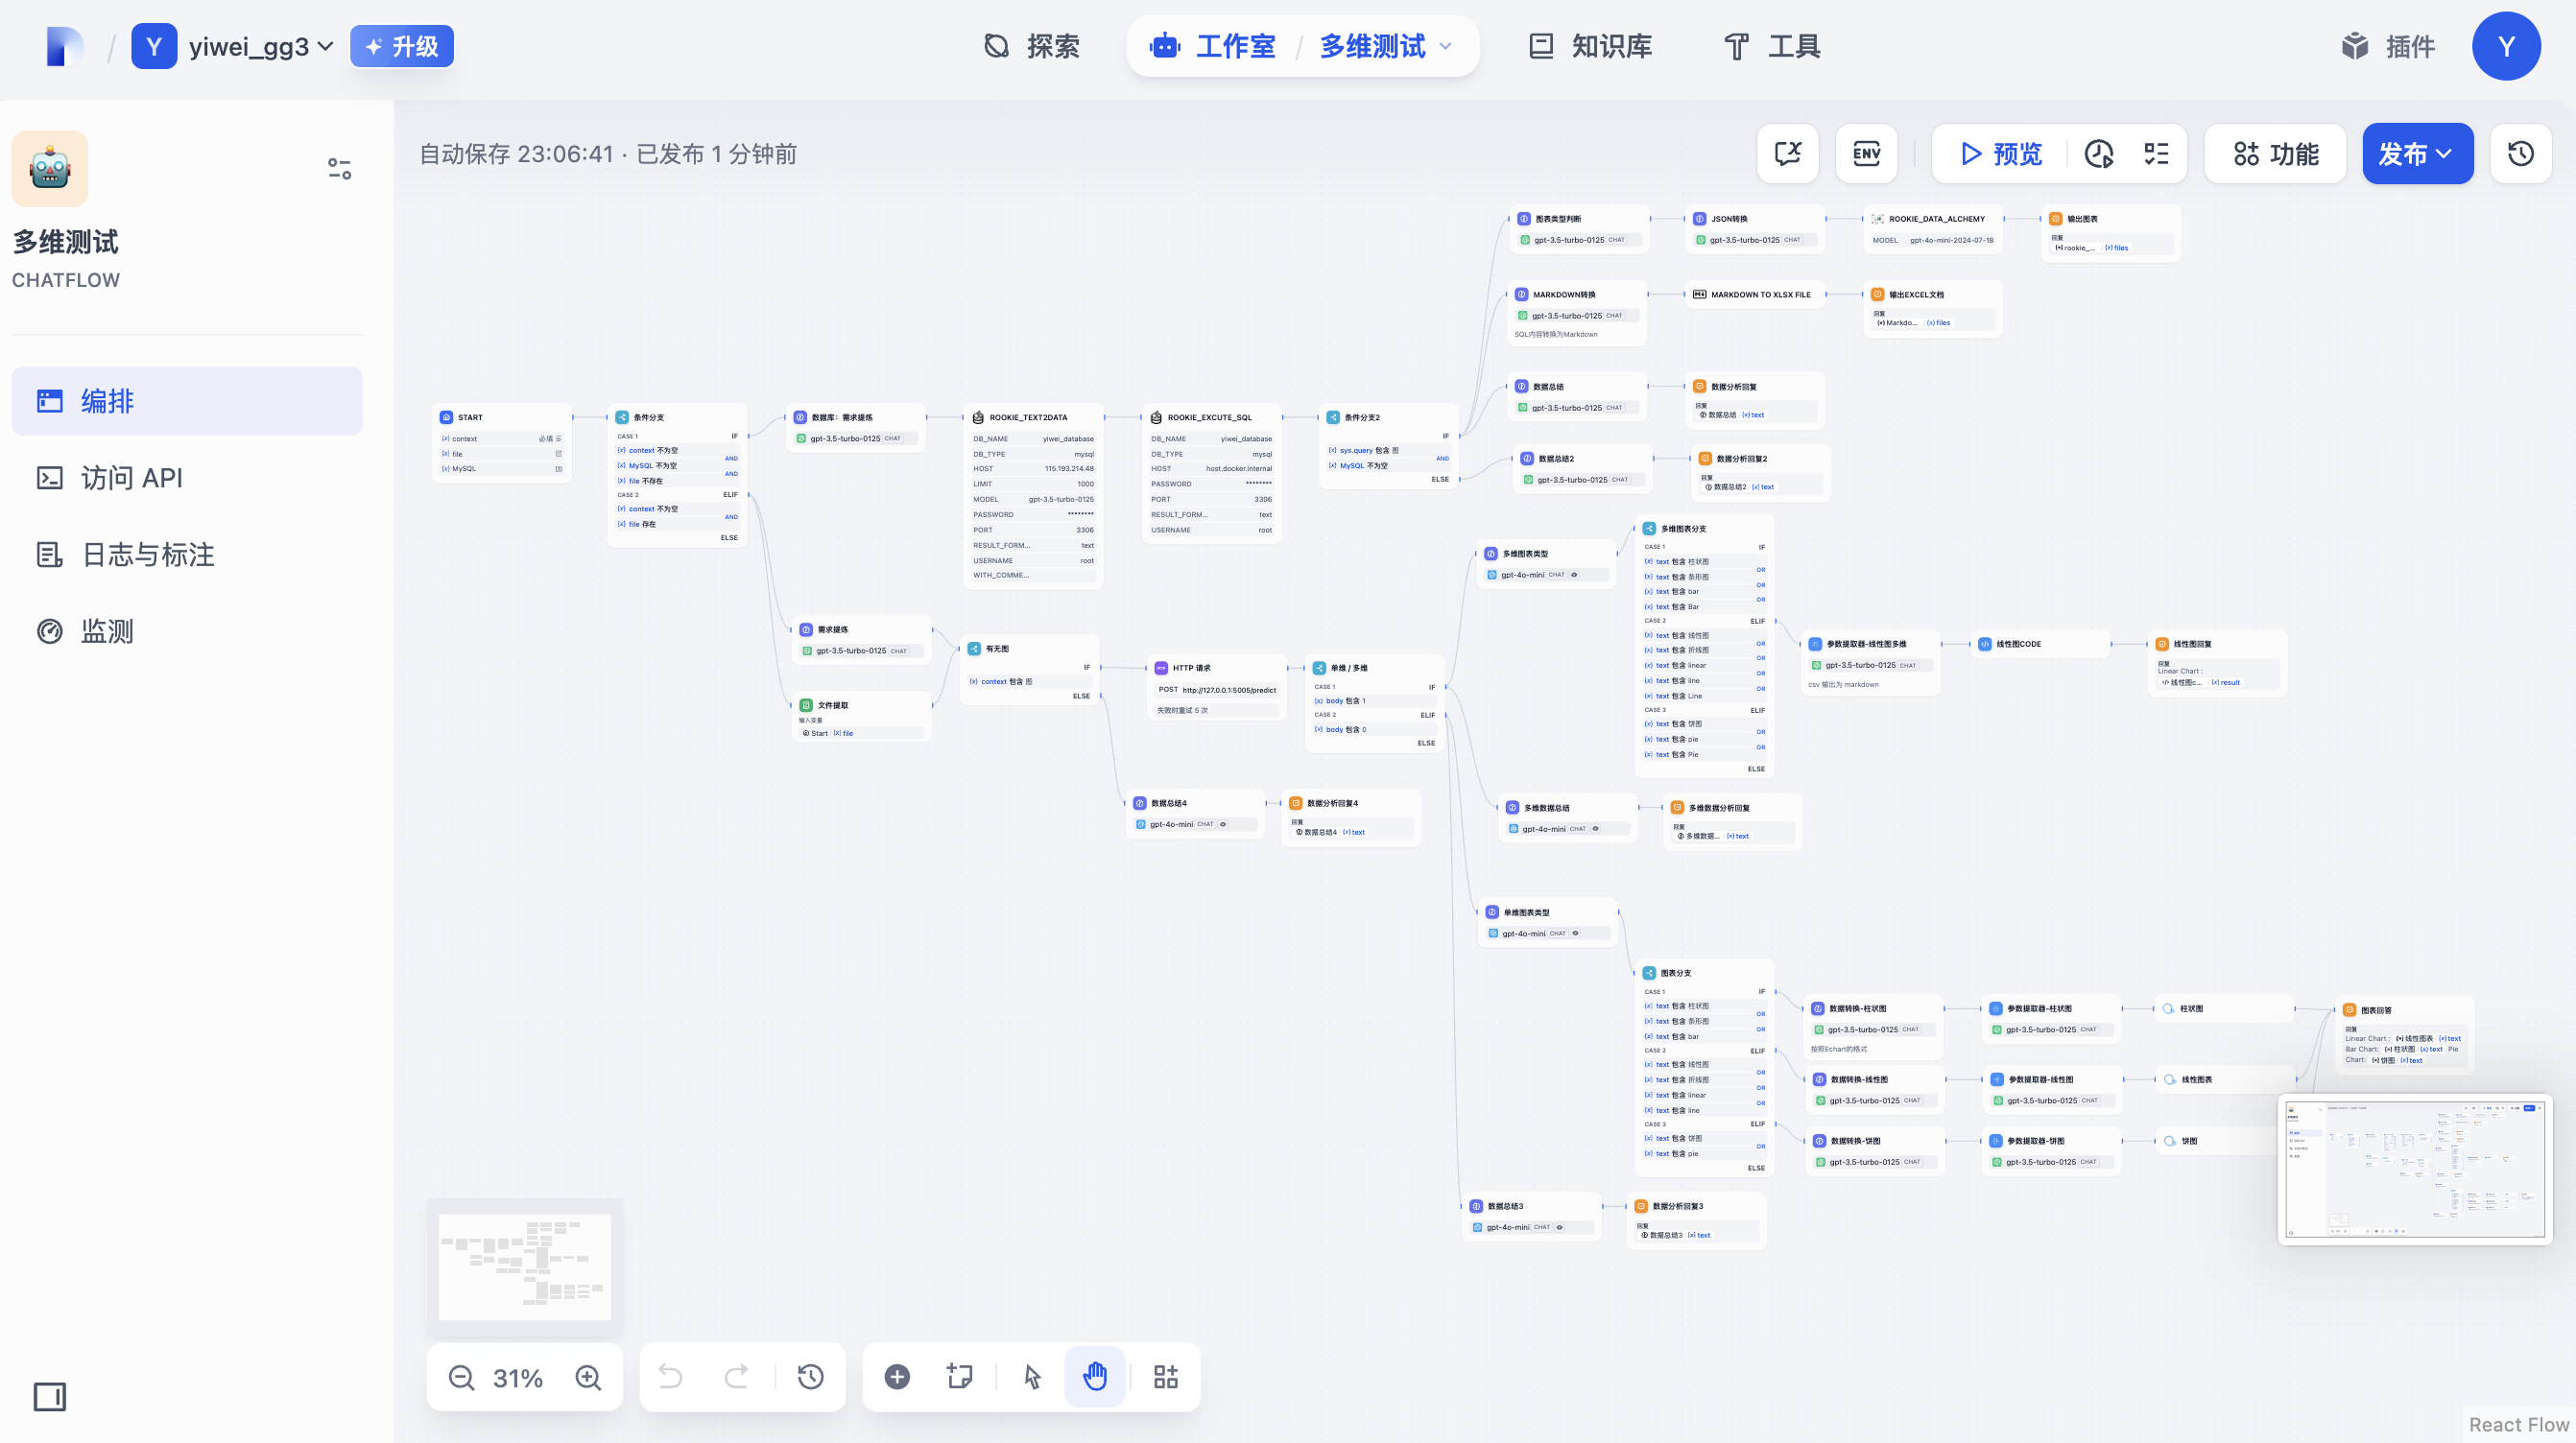 Y yiwei_gg3 升级
探索
工作室 / 多维测试
知识库
工具
插件
Y
多维测试
CHATFLOW
编排
访问 API
日志与标注
监测
自动保存 23:06:41 · 已发布 1 分钟前
ENV
预览
功能
发布
START
context 必填
file
MySQL
条件分支
CASE 1 IF
context 不为空
AND
MySQL 不为空
AND
file 不存在
CASE 2 ELIF
context 不为空
AND
file 存在
ELSE
数据库：需求提炼
gpt-3.5-turbo-0125 CHAT
ROOKIE_TEXT2DATA
DB_NAME yiwei_database
DB_TYPE mysql
HOST 115.193.214.48
LIMIT 1000
MODEL gpt-3.5-turbo-0125
PASSWORD ********
PORT 3306
RESULT_FORM... text
USERNAME root
WITH_COMME...
ROOKIE_EXCUTE_SQL
DB_NAME yiwei_database
DB_TYPE mysql
HOST host.docker.internal
PASSWORD ********
PORT 3306
RESULT_FORM... text
USERNAME root
条件分支2
IF
sys.query 包含 图
AND
MySQL 不为空
ELSE
图表类型判断
gpt-3.5-turbo-0125 CHAT
JSON转换
gpt-3.5-turbo-0125 CHAT
ROOKIE_DATA_ALCHEMY
MODEL gpt-4o-mini-2024-07-18
输出图表
回复
rookie_... / {x} files
MARKDOWN转换
gpt-3.5-turbo-0125 CHAT
SQL内容转换为Markdown
MARKDOWN TO XLSX FILE
输出EXCEL文档
回复
Markdo... / {x} files
数据总结
gpt-3.5-turbo-0125 CHAT
数据分析回复
回复
数据总结 / {x} text
数据总结2
gpt-3.5-turbo-0125 CHAT
数据分析回复2
回复
数据总结2 / {x} text
需求提炼
gpt-3.5-turbo-0125 CHAT
文件提取
输入变量
Start / {x} file
有无图
IF
context 包含 图
ELSE
HTTP 请求
POST http://127.0.0.1:5005/predict
失败时重试 5 次
单维 / 多维
CASE 1 IF
body 包含 1
CASE 2 ELIF
body 包含 0
ELSE
数据总结4
gpt-4o-mini CHAT
数据分析回复4
回复
数据总结4 / {x} text
多维图表类型
gpt-4o-mini CHAT
多维图表分支
CASE 1 IF
text 包含 柱状图
OR
text 包含 条形图
OR
text 包含 bar
OR
text 包含 Bar
CASE 2 ELIF
text 包含 线性图
OR
text 包含 折线图
OR
text 包含 linear
OR
text 包含 line
OR
text 包含 Line
CASE 3 ELIF
text 包含 饼图
OR
text 包含 pie
OR
text 包含 Pie
ELSE
参数提取器-线性图多维
gpt-3.5-turbo-0125 CHAT
csv 输出为 markdown
线性图CODE
线性图回复
回复
Linear Chart :
线性图c... / {x} result
多维数据总结
gpt-4o-mini CHAT
多维数据分析回复
回复
多维数据... / {x} text
单维图表类型
gpt-4o-mini CHAT
图表分支
CASE 1 IF
text 包含 柱状图
OR
text 包含 条形图
OR
text 包含 bar
CASE 2 ELIF
text 包含 线性图
OR
text 包含 折线图
OR
text 包含 linear
OR
text 包含 line
CASE 3 ELIF
text 包含 饼图
OR
text 包含 pie
ELSE
数据转换-柱状图
gpt-3.5-turbo-0125 CHAT
按照Echart的格式
参数提取器-柱状图
gpt-3.5-turbo-0125 CHAT
柱状图
图表回答
回复
Linear Chart : 线性图表 / {x} text
Bar Chart: 柱状图 / {x} text Pie
Chart: 饼图 / {x} text
数据转换-线性图
gpt-3.5-turbo-0125 CHAT
参数提取器-线性图
gpt-3.5-turbo-0125 CHAT
线性图表
数据转换-饼图
gpt-3.5-turbo-0125 CHAT
参数提取器-饼图
gpt-3.5-turbo-0125 CHAT
饼图
数据总结3
gpt-4o-mini CHAT
数据分析回复3
回复
数据总结3 / {x} text
31%
React Flow